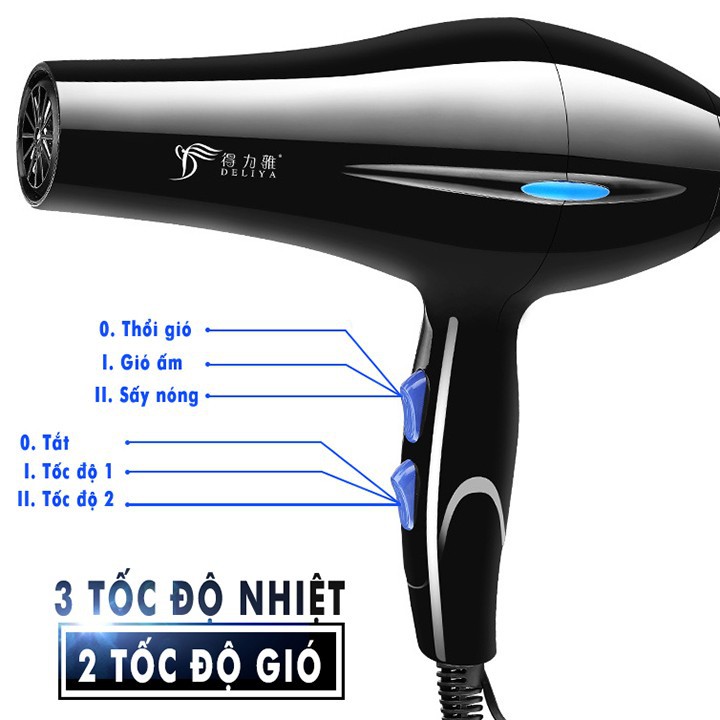 得力雅®
DELIYA
0. Thổi gió
I. Gió ấm
II. Sấy nóng
0. Tắt
I. Tốc độ 1
II. Tốc độ 2
3 TỐC ĐỘ NHIỆT
2 TỐC ĐỘ GIÓ